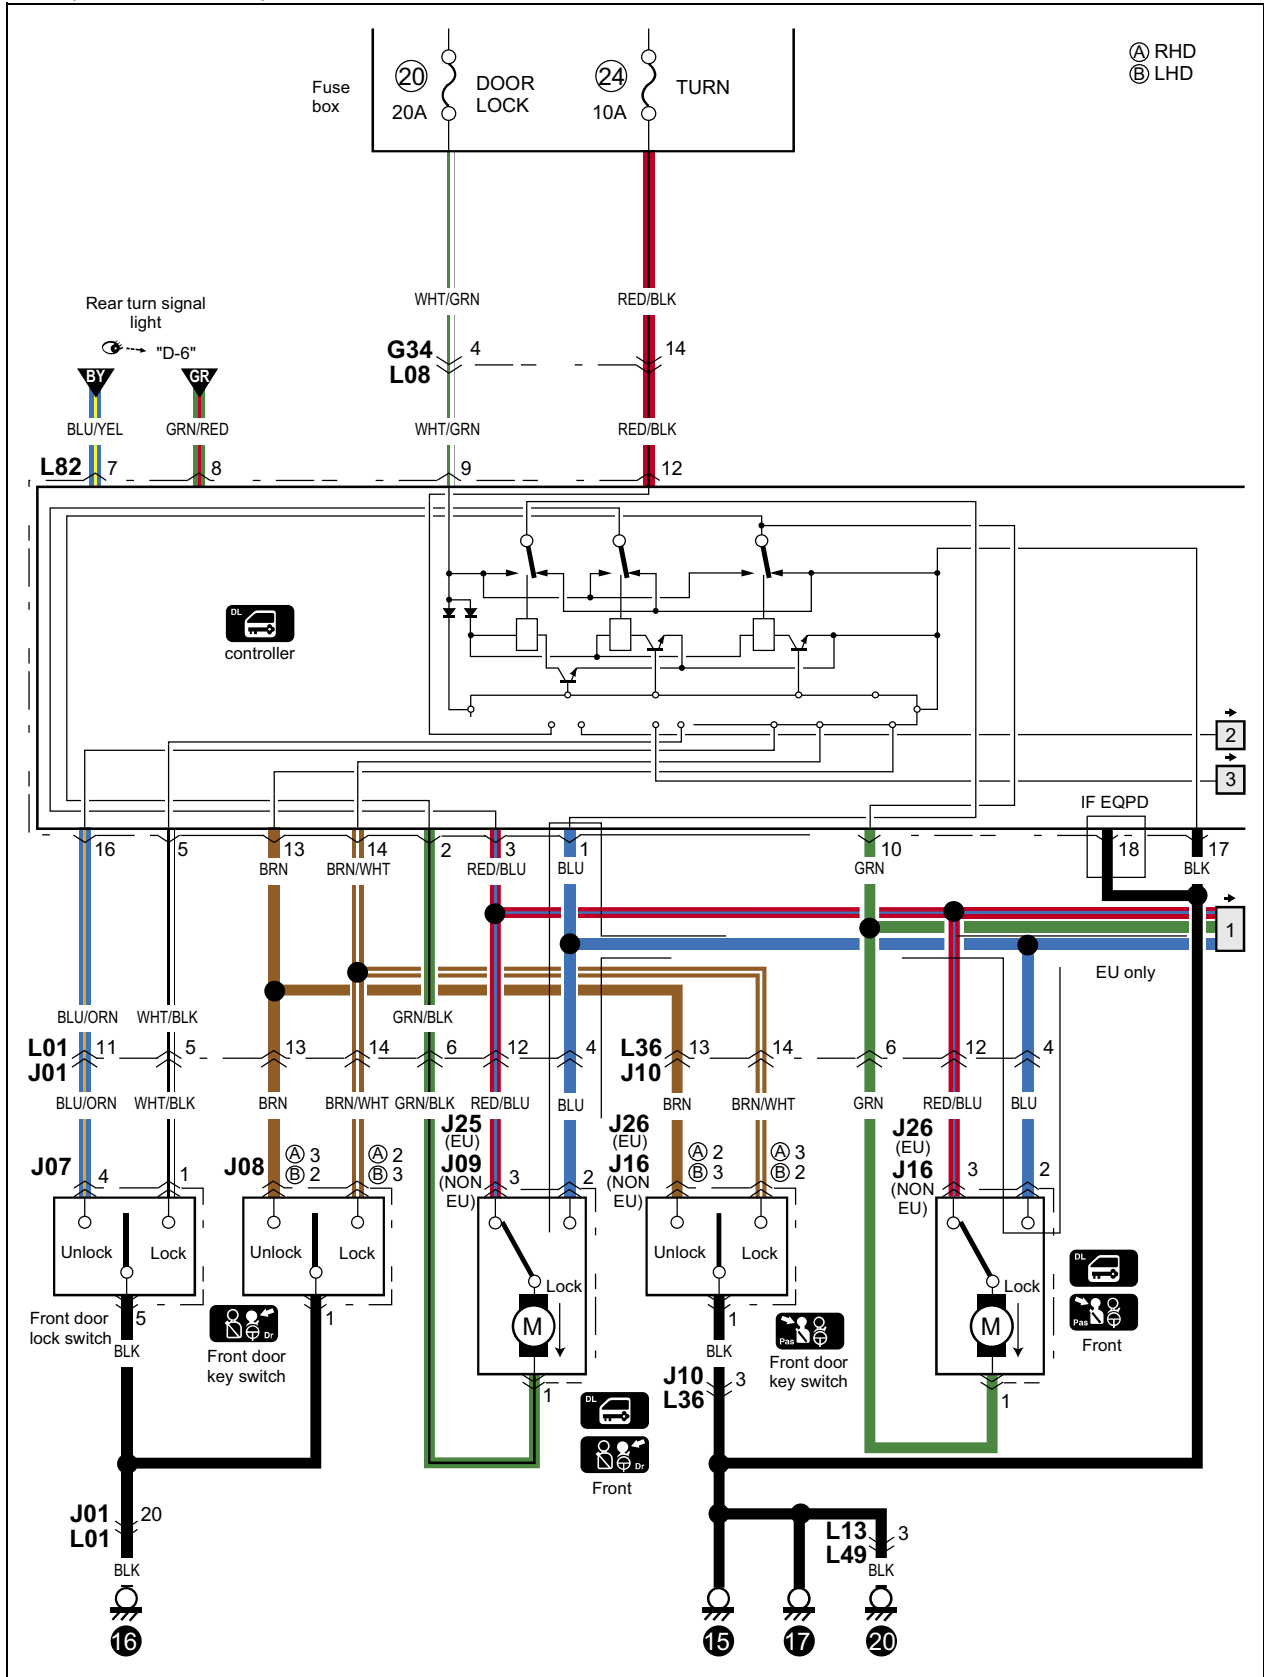 Ⓐ RHD
Ⓑ LHD
Fuse
box
20
20A
DOOR
LOCK
24
10A
TURN
WHT/GRN
RED/BLK
Rear turn signal
light
"D-6"
G34
L08
4
14
BY
GR
BLU/YEL
GRN/RED
WHT/GRN
RED/BLK
L82
7
8
9
12
DL
controller
2
3
IF EQPD
16
5
13
14
2
3
1
10
18
17
BRN
BRN/WHT
RED/BLU
BLU
GRN
BLK
1
EU only
BLU/ORN
WHT/BLK
GRN/BLK
L01
J01
11
5
13
14
6
12
4
L36
J10
13
14
6
12
4
BLU/ORN
WHT/BLK
BRN
BRN/WHT
GRN/BLK
RED/BLU
BLU
BRN
BRN/WHT
GRN
RED/BLU
BLU
J07
4
1
J08
Ⓐ 3
Ⓑ 2
Ⓐ 2
Ⓑ 3
J25
(EU)
J09
(NON
EU)
3
2
J26
(EU)
J16
(NON
EU)
Ⓐ 2
Ⓑ 3
Ⓐ 3
Ⓑ 2
J26
(EU)
J16
(NON
EU)
3
2
Unlock
Lock
Unlock
Lock
Lock
M
Unlock
Lock
Lock
M
Front door
lock switch
5
BLK
Dr
Front door
key switch
1
1
DL
Dr
Front
1
BLK
Pas
Front door
key switch
J10
L36
3
1
DL
Pas
Front
J01
L01
20
BLK
16
L13
L49
3
BLK
15
17
20